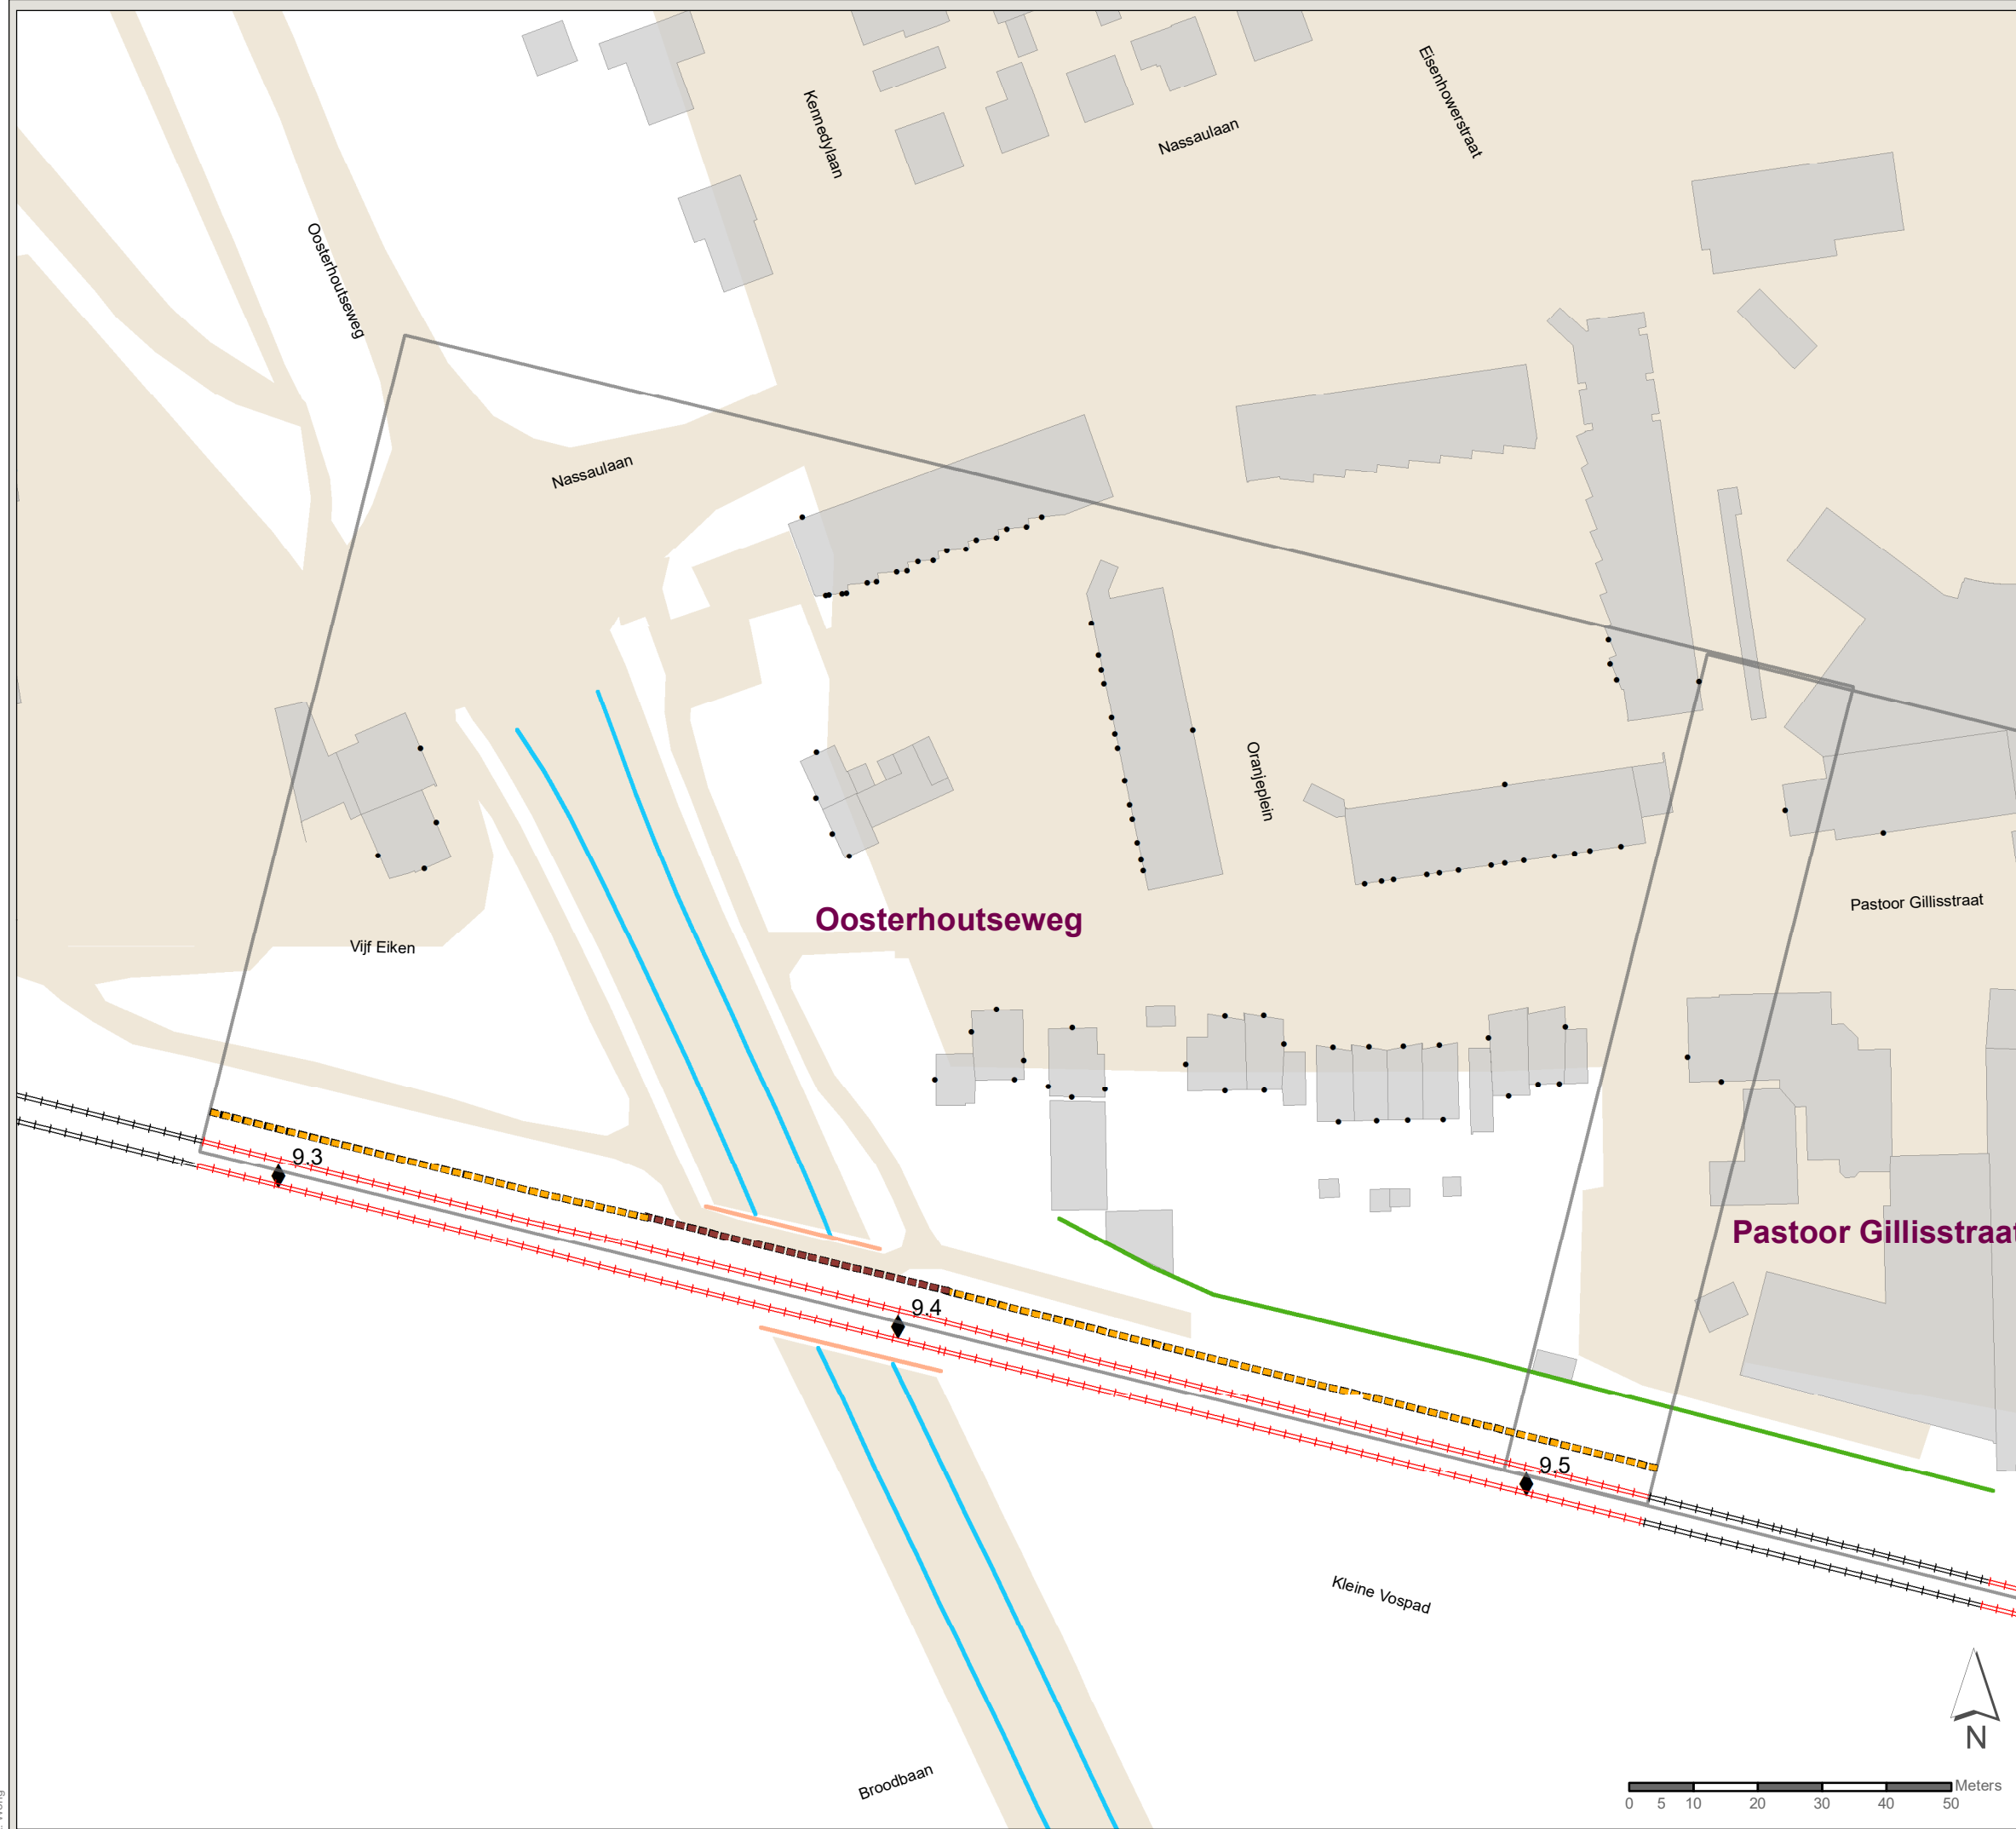 Kennedylaan
Nassaulaan
Eisenhowerstraat
Oosterhoutseweg
Nassaulaan
Oranjeplein
Oosterhoutseweg
Pastoor Gillisstraat
Vijf Eiken
9.3
Pastoor Gillisstraat
9.4
9.5
Kleine Vospad
N
Broodbaan
Meters
0 5 10 20 30 40 50